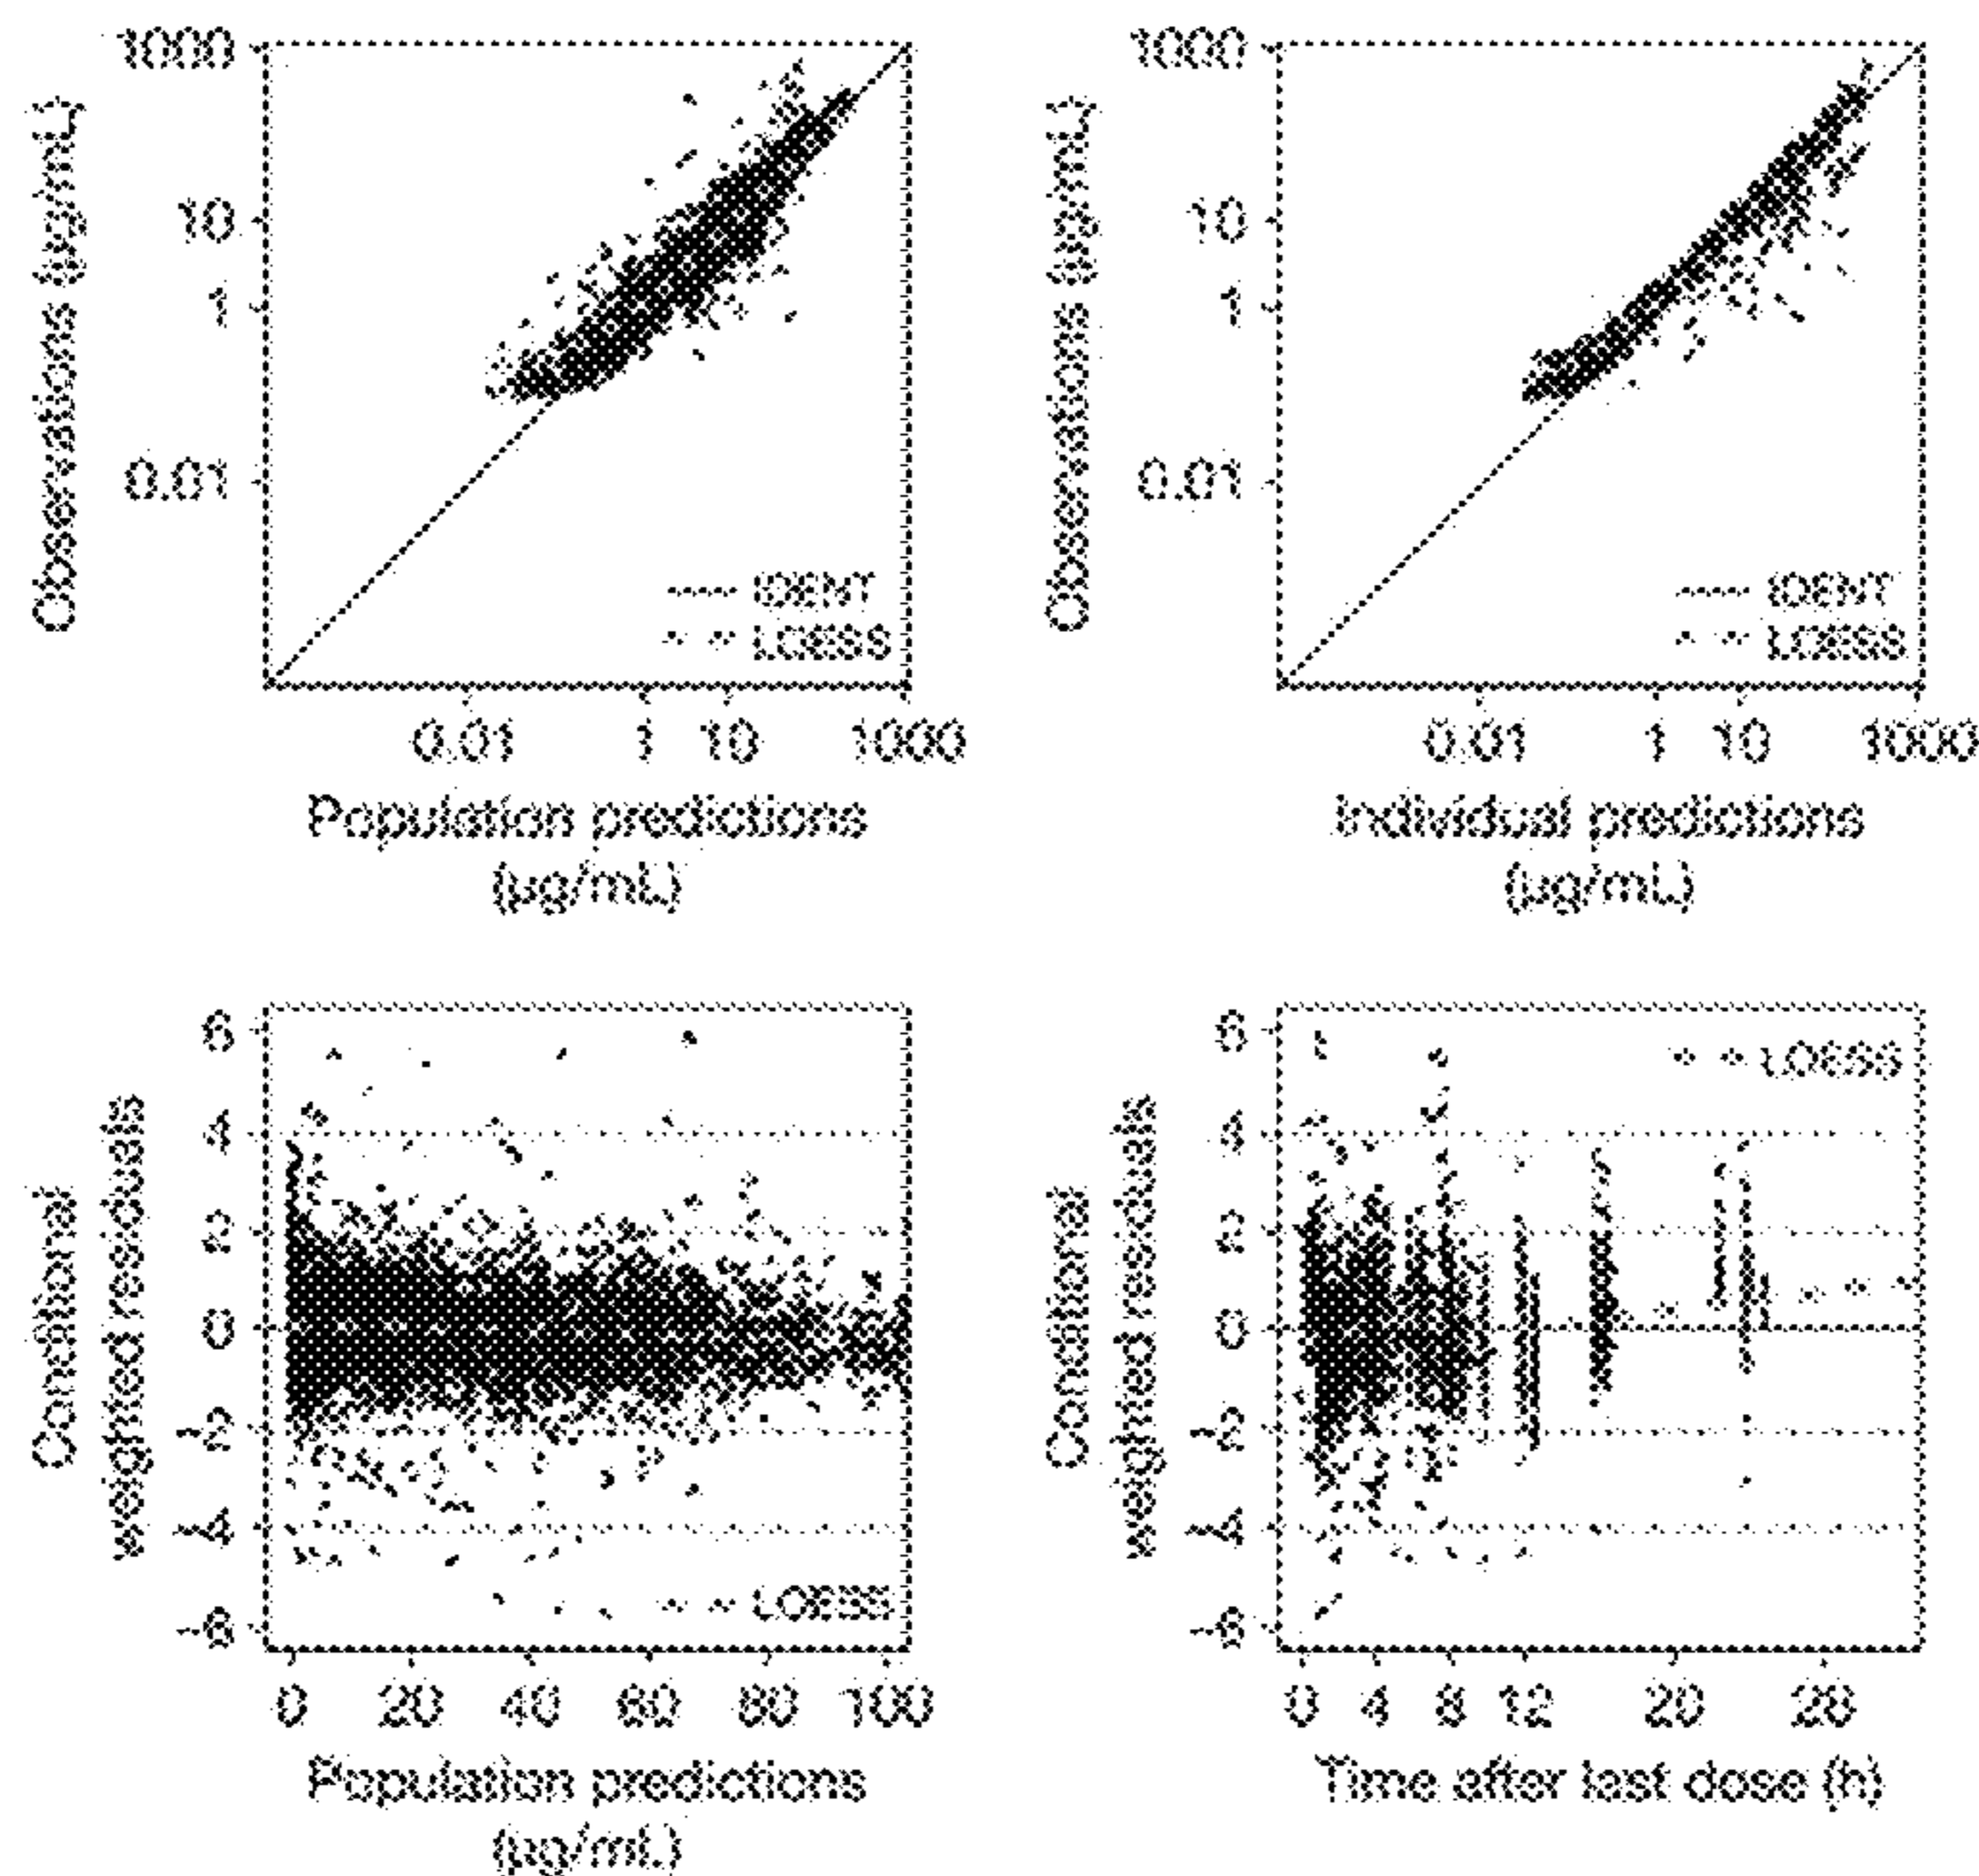 1000
10
1
0.01
Observations (µg/mL)
IDENT
LOESS
0.01 1 10 1000
Population predictions
(µg/mL)
1000
10
1
0.01
Observations (µg/mL)
IDENT
LOESS
0.01 1 10 1000
Individual predictions
(µg/mL)
6
4
2
0
-2
-4
-6
Conditional
weighted residuals
LOESS
0 20 40 60 80 100
Population predictions
(µg/mL)
6
4
2
0
-2
-4
-6
Conditional
weighted residuals
LOESS
0 4 8 12 20 28
Time after last dose (h)